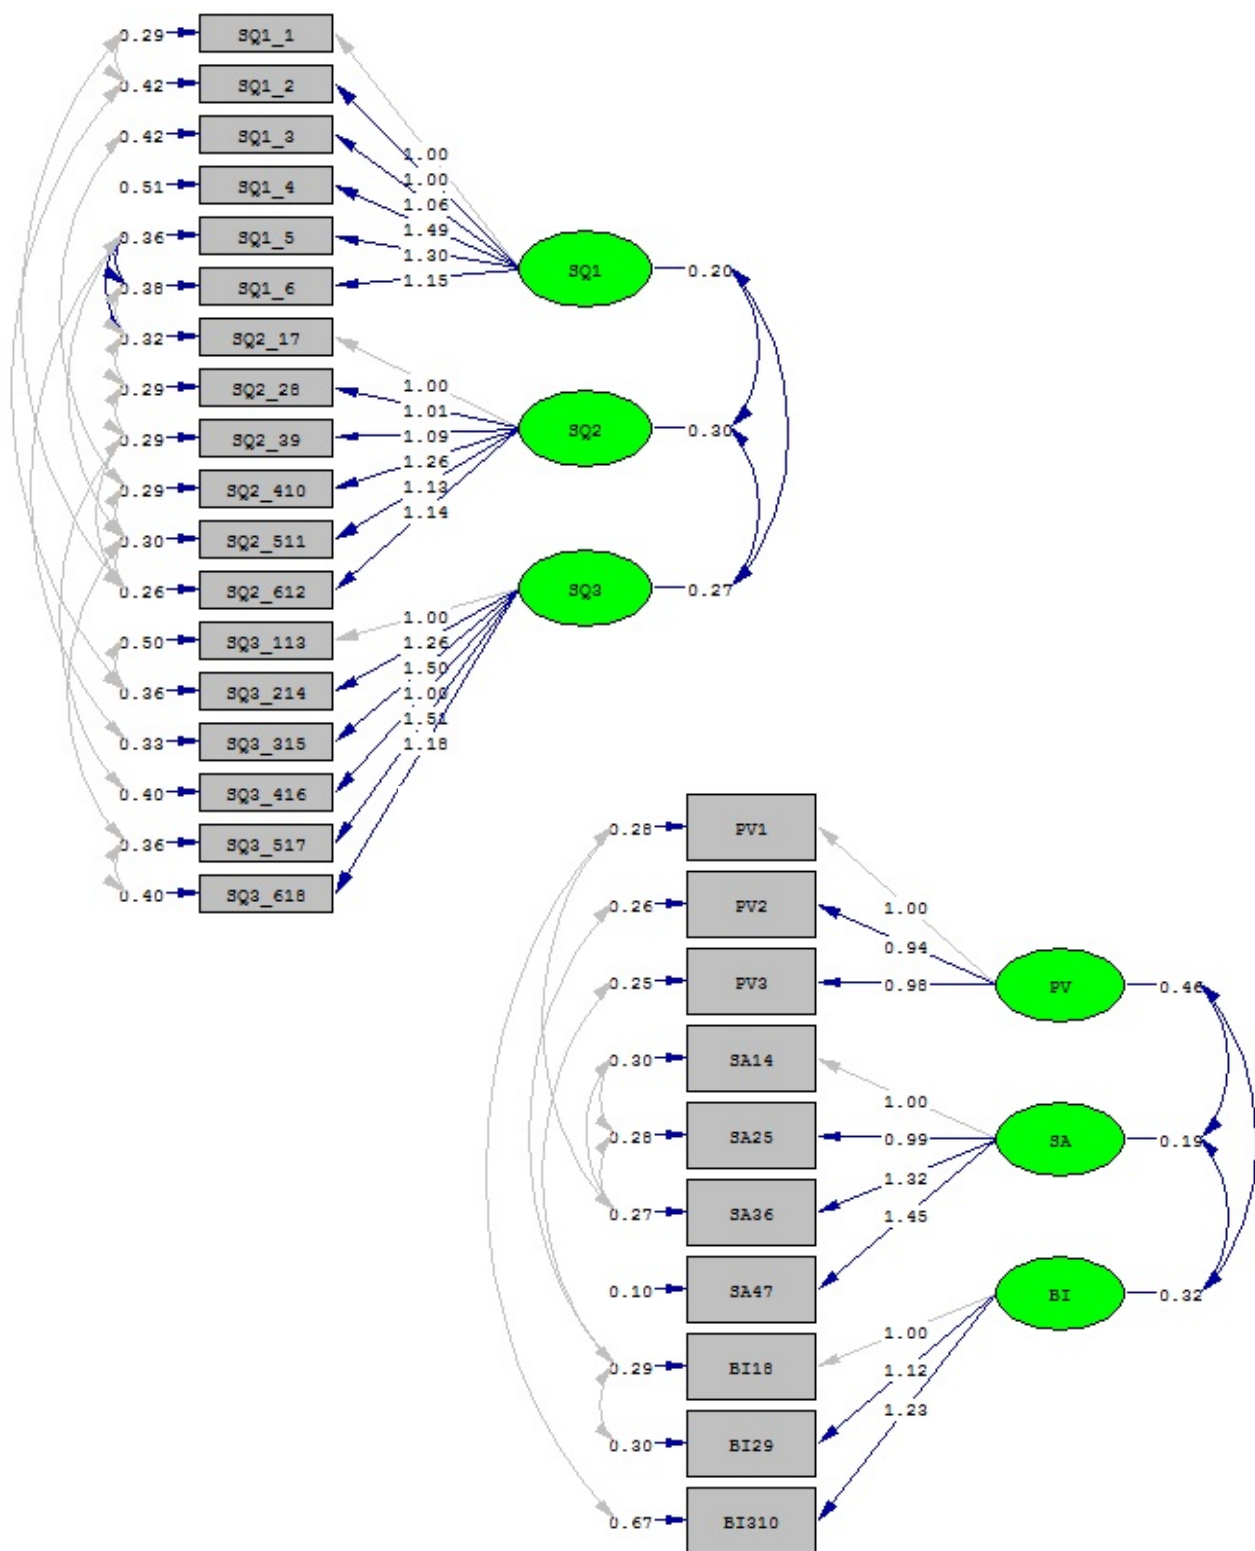 0.29 SQ1_1
0.42 SQ1_2
0.42 SQ1_3
1.00
0.51 SQ1_4
1.00
1.06
0.36 SQ1_5
1.49
1.30
SQ1 0.20
0.38 SQ1_6
1.15
0.32 SQ2_17
0.29 SQ2_28
1.00
1.01
SQ2 0.30
0.29 SQ2_39
1.09
1.26
0.29 SQ2_410
1.13
1.14
0.30 SQ2_511
0.26 SQ2_612
SQ3 0.27
1.00
0.50 SQ3_113
1.26
1.50
0.36 SQ3_214
1.00
1.51
0.33 SQ3_315
1.18
0.40 SQ3_416
0.36 SQ3_517
0.40 SQ3_618
0.28 PV1
0.26 PV2
1.00
0.94
0.25 PV3
0.98
PV 0.46
0.30 SA14
1.00
0.28 SA25
0.99
SA 0.19
1.32
0.27 SA36
1.45
0.10 SA47
BI 0.32
1.00
0.29 BI18
1.12
1.23
0.30 BI29
0.67 BI310